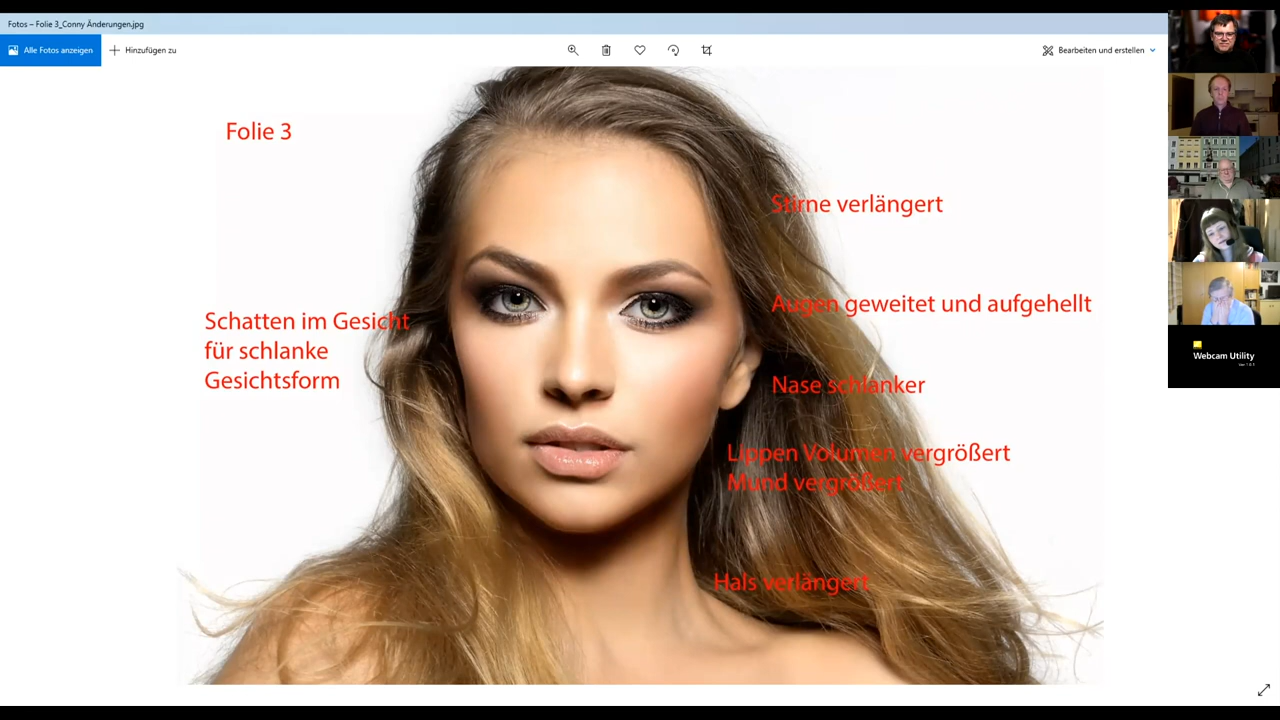 Fotos – Folie 3_Conny Änderungen.jpg
Alle Fotos anzeigen
Hinzufügen zu
Bearbeiten und erstellen
Folie 3
Stirne verlängert
Augen geweitet und aufgehellt
Schatten im Gesicht
für schlanke
Gesichtsform
Nase schlanker
Lippen Volumen vergrößert
Mund vergrößert
Hals verlängert
Webcam Utility